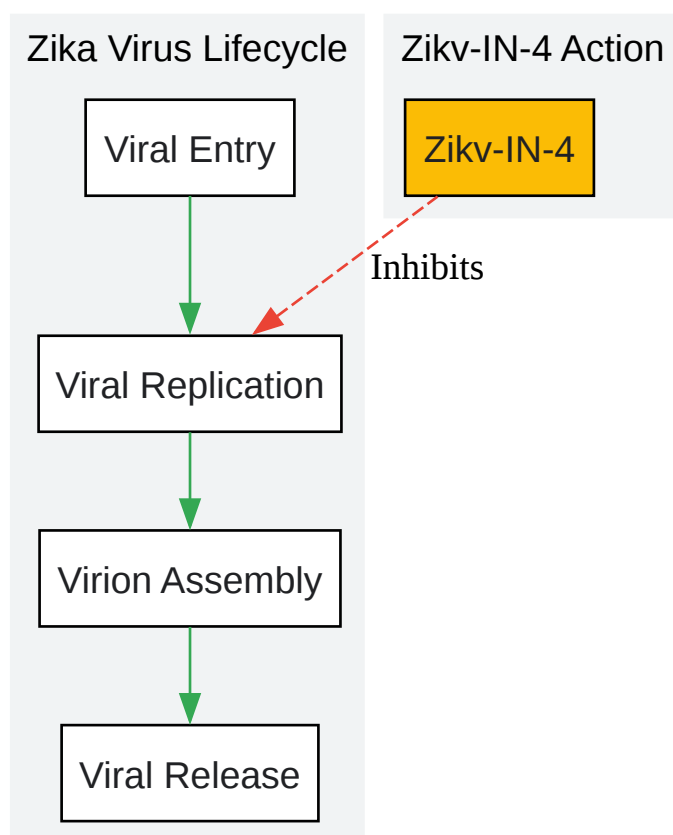 Zika Virus Lifecycle
Zikv-IN-4 Action
Viral Entry
Zikv-IN-4
Inhibits
Viral Replication
Virion Assembly
Viral Release